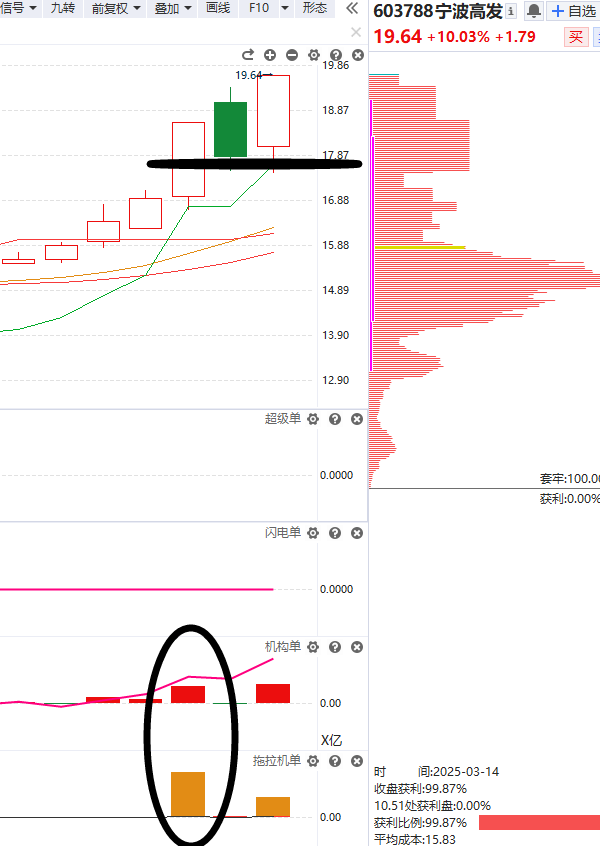 信号 九转 前复权 叠加 画线 F10 形态
603788宁波高发 自选
19.64 +10.03% +1.79 买
19.86
19.64
18.87
17.87
16.88
15.88
14.89
13.90
12.90
超级单
0.0000
套牢:100.00
获利:0.00%
闪电单
0.0000
机构单
0.00
X亿
拖拉机单
0.00
时 间:2025-03-14
收盘获利:99.87%
10.51处获利盘:0.00%
获利比例:99.87%
平均成本:15.83